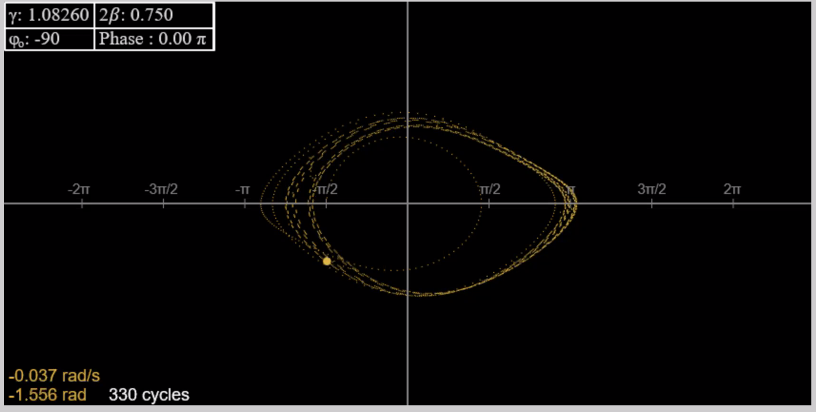 γ: 1.08260 2β: 0.750
φₒ: -90 Phase : 0.00 π
-2π -3π/2 -π -π/2 π/2 π 3π/2 2π
-0.037 rad/s
-1.556 rad 330 cycles